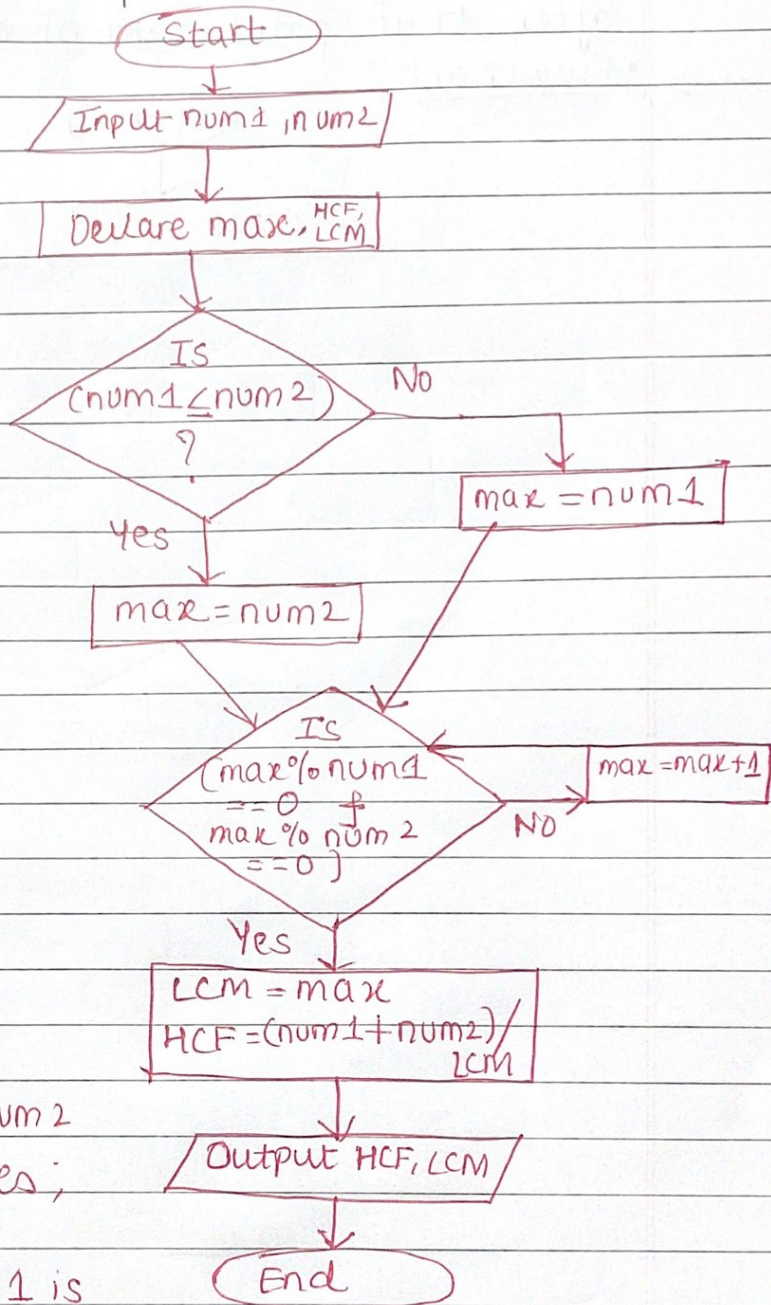 Start
Input num1, num2
Declare max, HCF, LCM
Is
(num1≤num2)
?
No
max = num1
Yes
max = num2
Is
(max%num1
==0 &
max % num 2
==0)
No
max = max+1
Yes
LCM = max
HCF = (num1+num2)/
LCM
Output HCF, LCM
End
um 2
es;
1 is